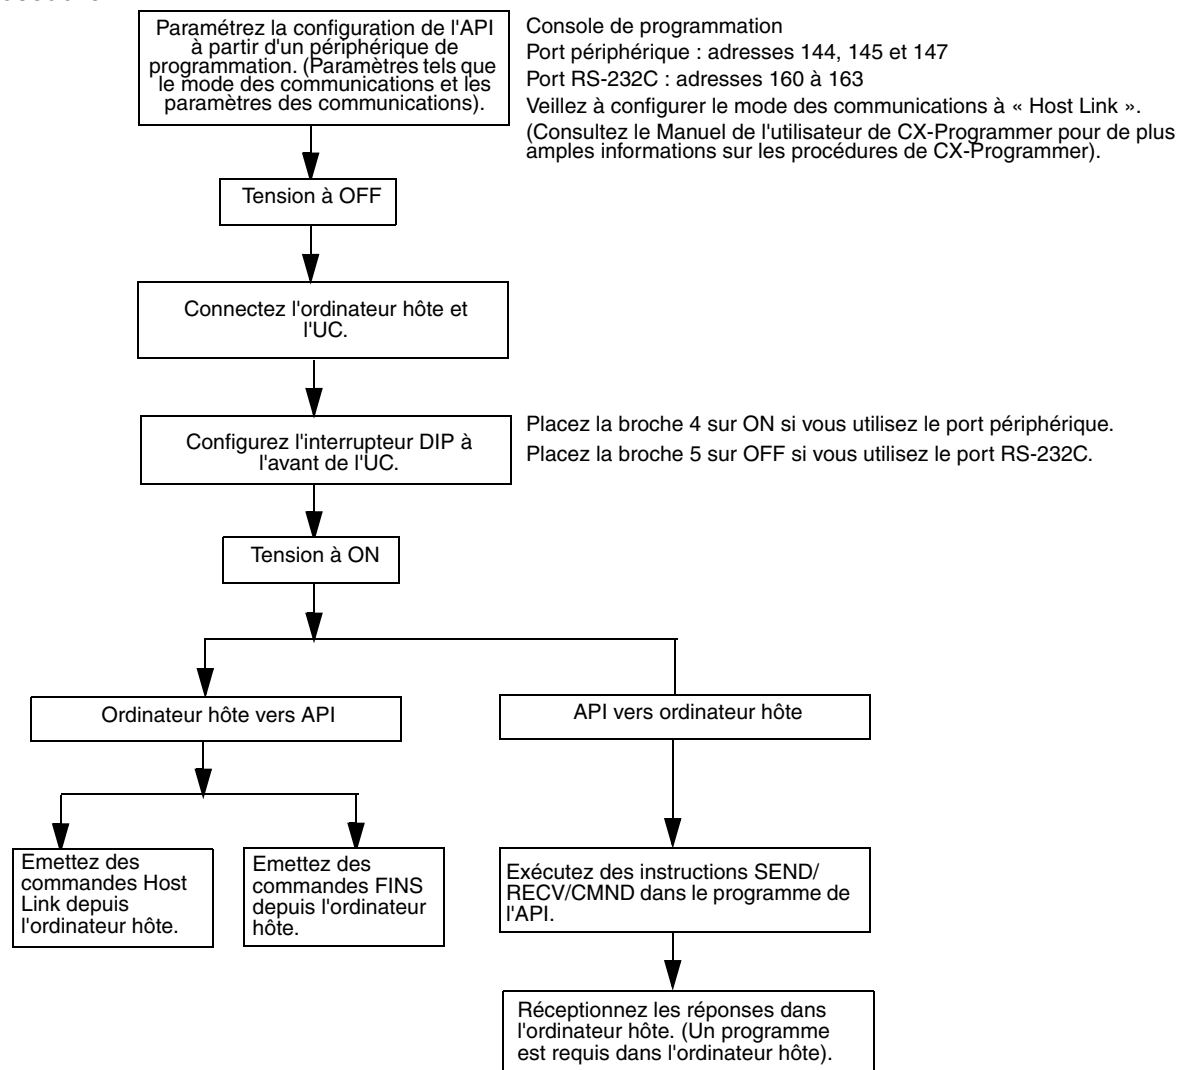 Paramétrez la configuration de l'API
à partir d'un périphérique de
programmation. (Paramètres tels que
le mode des communications et les
paramètres des communications).
Console de programmation
Port périphérique : adresses 144, 145 et 147
Port RS-232C : adresses 160 à 163
Veillez à configurer le mode des communications à « Host Link ».
(Consultez le Manuel de l'utilisateur de CX-Programmer pour de plus
amples informations sur les procédures de CX-Programmer).
Tension à OFF
Connectez l'ordinateur hôte et
l'UC.
Configurez l'interrupteur DIP à
l'avant de l'UC.
Placez la broche 4 sur ON si vous utilisez le port périphérique.
Placez la broche 5 sur OFF si vous utilisez le port RS-232C.
Tension à ON
Ordinateur hôte vers API
API vers ordinateur hôte
Emettez des
commandes Host
Link depuis
l'ordinateur hôte.
Emettez des
commandes FINS
depuis l'ordinateur
hôte.
Exécutez des instructions SEND/
RECV/CMND dans le programme de
l'API.
Réceptionnez les réponses dans
l'ordinateur hôte. (Un programme
est requis dans l'ordinateur hôte).